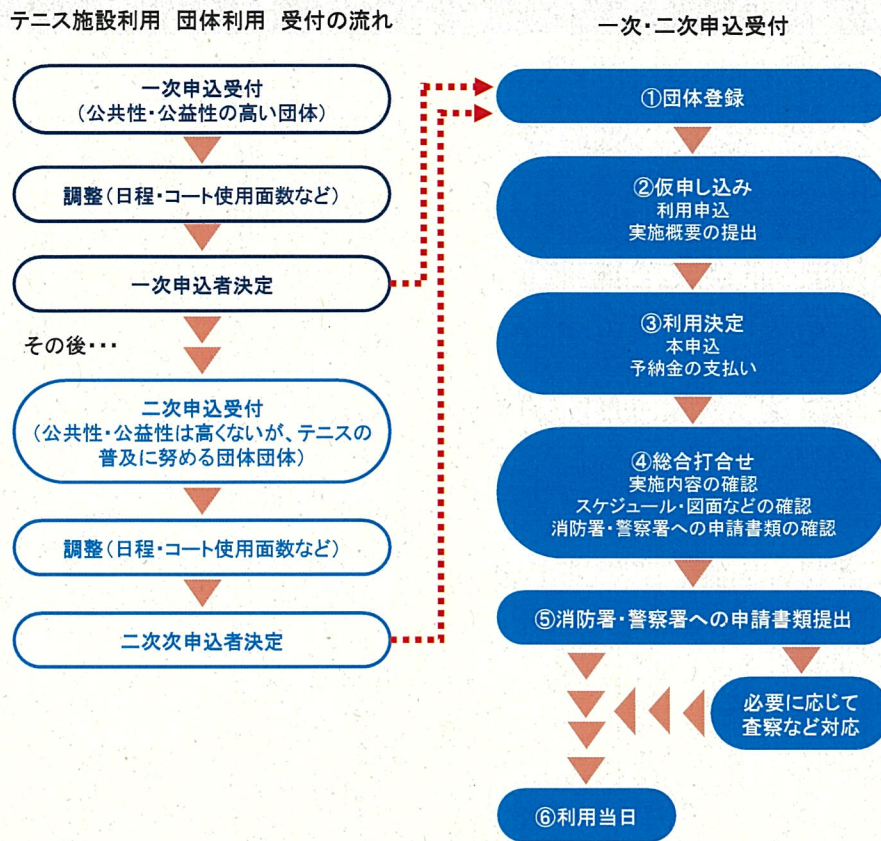 テニス施設利用 団体利用 受付の流れ
一次申込受付
(公共性・公益性の高い団体)
調整(日程・コート使用面数など)
一次申込者決定
その後･･･
二次申込受付
(公共性・公益性は高くないが、テニスの
普及に努める団体団体)
調整(日程・コート使用面数など)
二次次申込者決定
一次・二次申込受付
①団体登録
②仮申し込み
利用申込
実施概要の提出
③利用決定
本申込
予納金の支払い
④総合打合せ
実施内容の確認
スケジュール・図面などの確認
消防署・警察署への申請書類の確認
⑤消防署・警察署への申請書類提出
必要に応じて
査察など対応
⑥利用当日